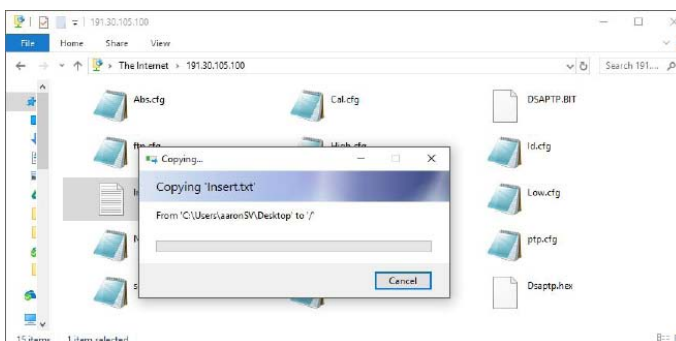 191.30.105.100
File Home Share View
The Internet > 191.30.105.100 Search 191....
Abs.cfg Cal.cfg DSAPTP.BIT
Id.cfg
Copying...
Copying 'Insert.txt'
Low.cfg
From 'C:\Users\aaronSV\Desktop' to '/'
ptp.cfg
Cancel
Dsaptp.hex
15 items 1 item selected